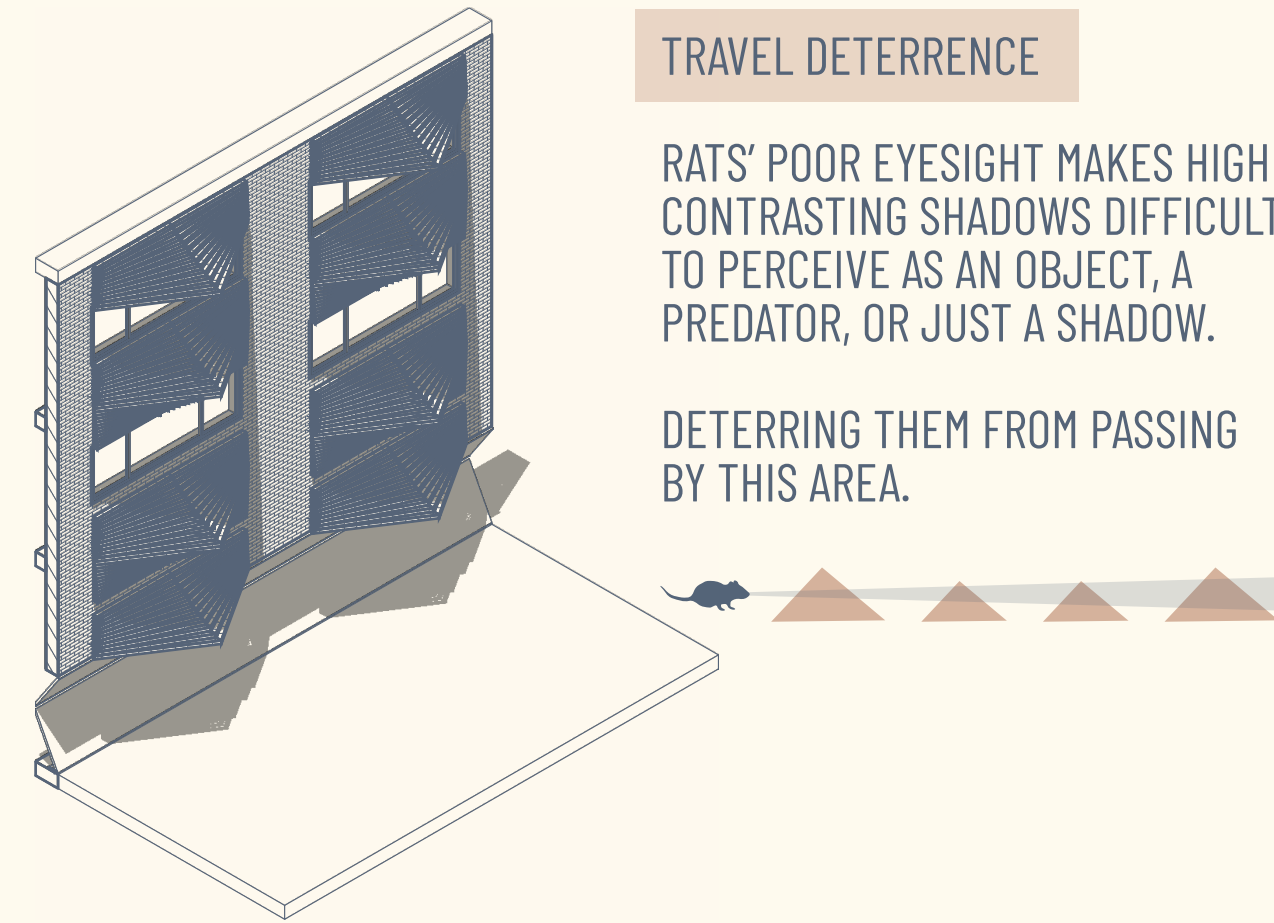 TRAVEL DETERRENCE
RATS’ POOR EYESIGHT MAKES HIGH
CONTRASTING SHADOWS DIFFICULT
TO PERCEIVE AS AN OBJECT, A
PREDATOR, OR JUST A SHADOW.
DETERRING THEM FROM PASSING
BY THIS AREA.